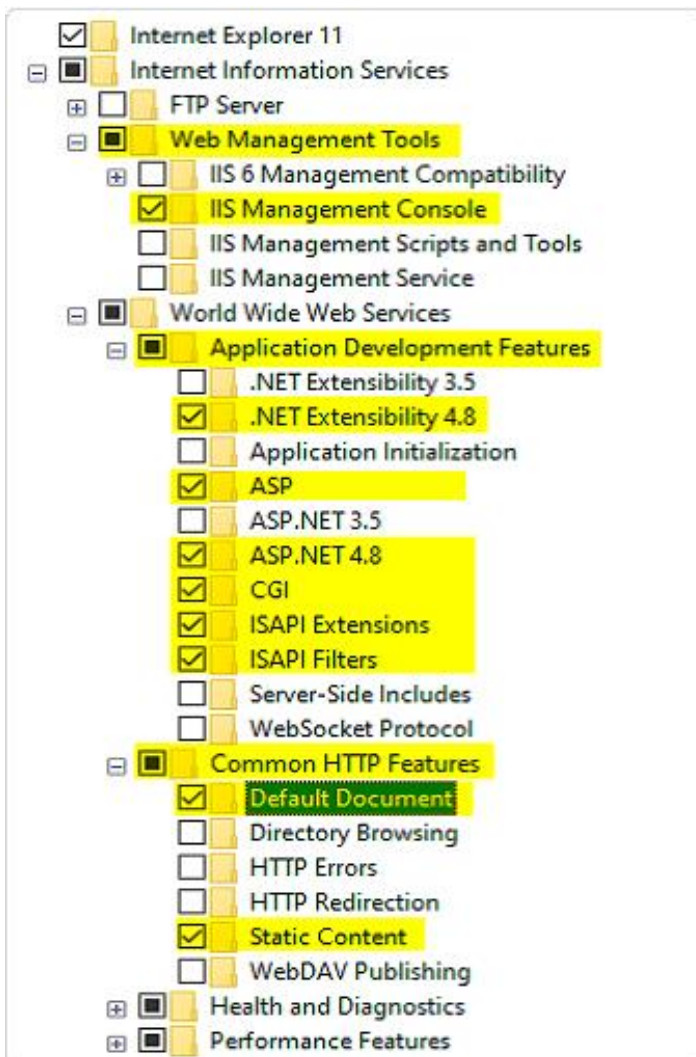 Internet Explorer 11
Internet Information Services
FTP Server
Web Management Tools
IIS 6 Management Compatibility
IIS Management Console
IIS Management Scripts and Tools
IIS Management Service
World Wide Web Services
Application Development Features
.NET Extensibility 3.5
.NET Extensibility 4.8
Application Initialization
ASP
ASP.NET 3.5
ASP.NET 4.8
CGI
ISAPI Extensions
ISAPI Filters
Server-Side Includes
WebSocket Protocol
Common HTTP Features
Default Document
Directory Browsing
HTTP Errors
HTTP Redirection
Static Content
WebDAV Publishing
Health and Diagnostics
Performance Features